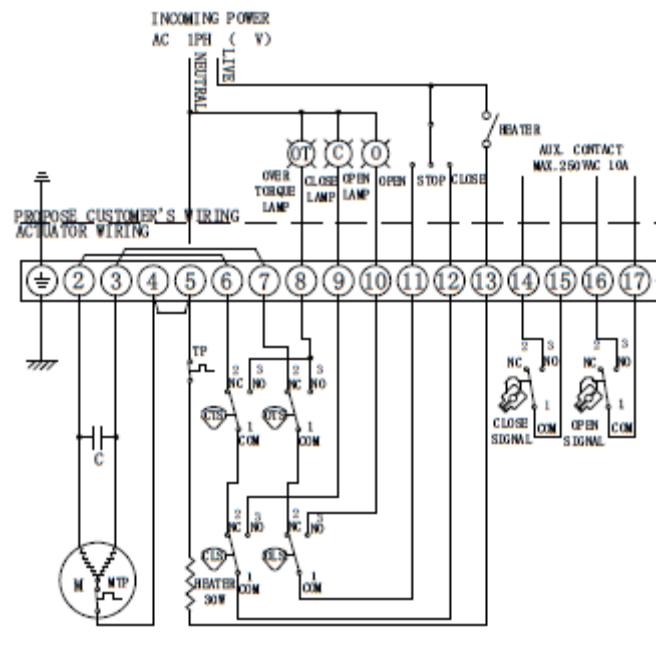 INCOMING POWER
AC 1PH ( V)
NEUTRAL
LIVE
HEATER
AUX. CONTACT
MAX.250VAC 10A
OT C O
OVER TORQUE LAMP
CLOSE LAMP
OPEN LAMP
OPEN STOP CLOSE
PROPOSE CUSTOMER'S WIRING
ACTUATOR WIRING
2 3 4 5 6 7 8 9 10 11 12 13 14 15 16 17
TP
2 3 2 3 2 3 2 3
NC NO NC NO NC NO NC NO
CTS OTS
1 1 1 1
COM COM COM COM
CLOSE SIGNAL
OPEN SIGNAL
C
2 3 2 3
NC NO NC NO
CLS OLS
M MTP
HEATER
30W
1 1
COM COM